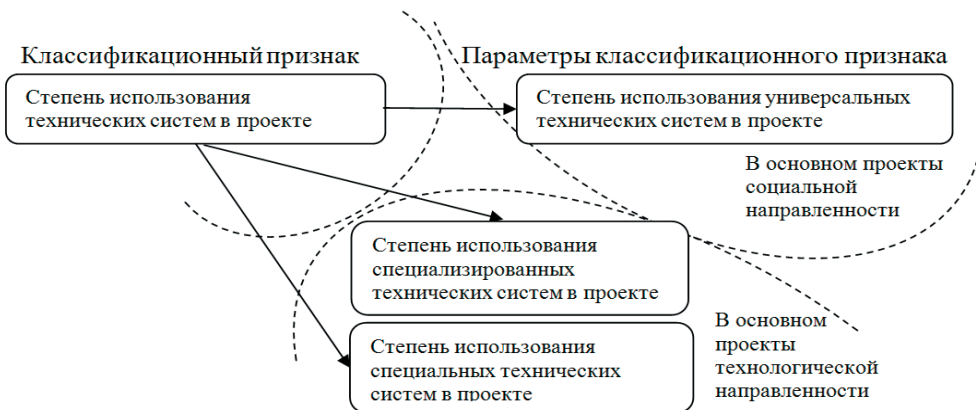 Классификационный признак
Параметры классификационного признака
Степень использования
технических систем в проекте
Степень использования универсальных
технических систем в проекте
В основном проекты
социальной
направленности
Степень использования
специализированных
технических систем в проекте
В основном
проекты
технологической
направленности
Степень использования
специальных технических
систем в проекте